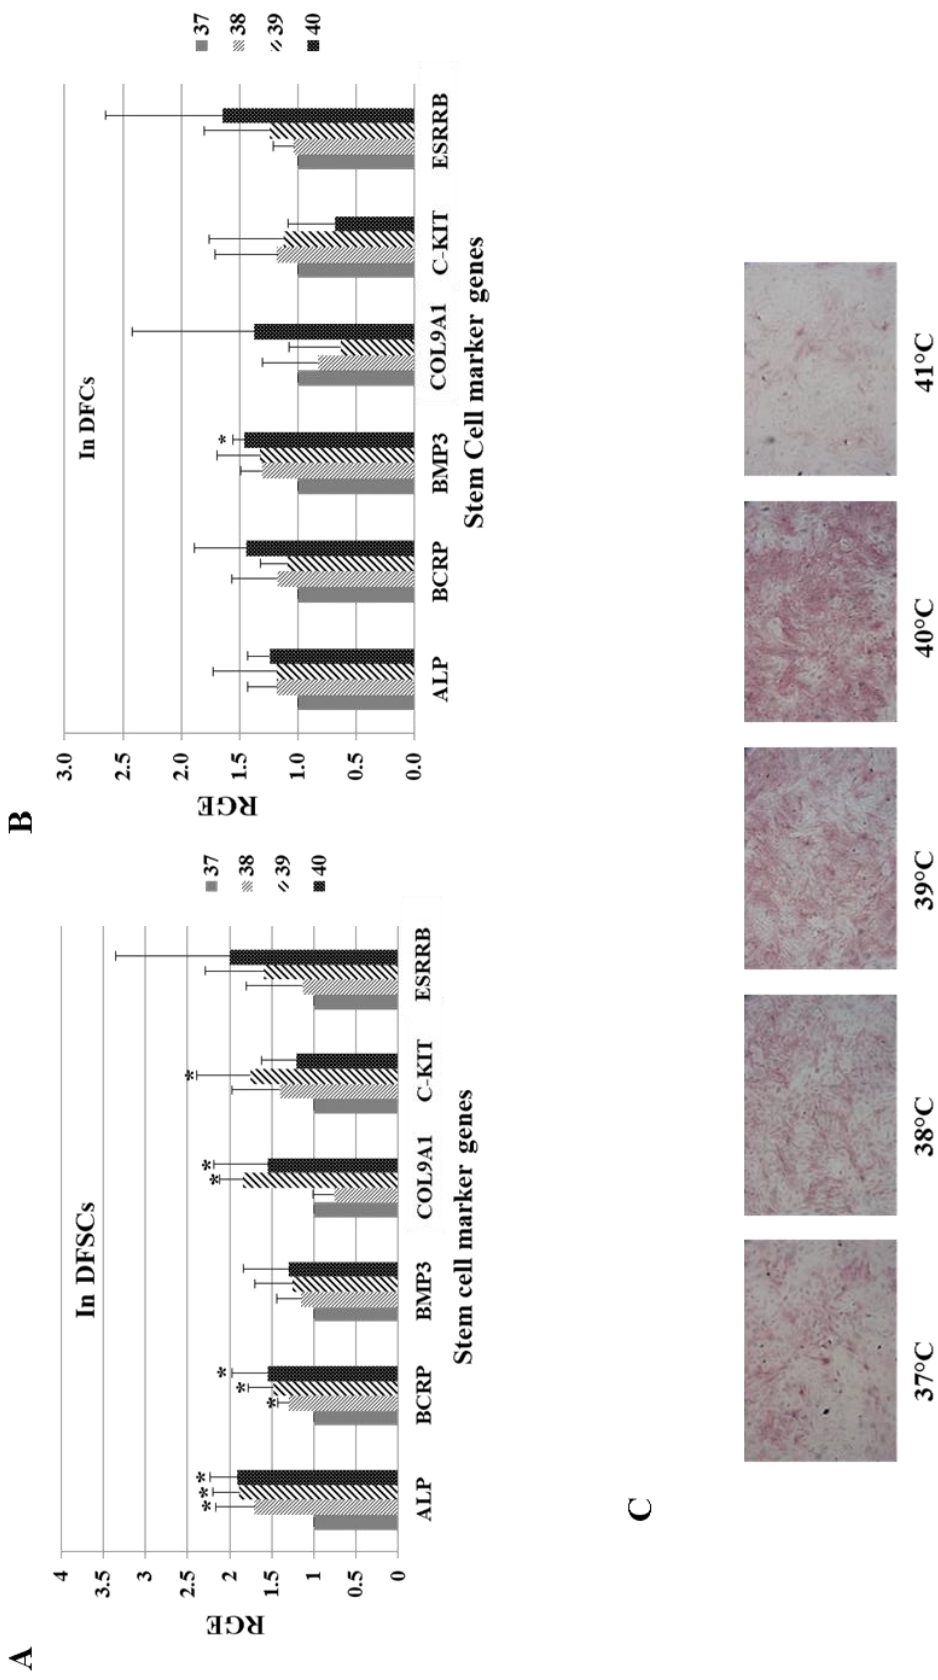 A
In DFSCs
RGE
4
3.5
3
2.5
2
1.5
1
0.5
0
* * *
* * *
* *
*
ALP BCRP BMP3 COL9A1 C-KIT ESRRB
Stem cell marker genes
37
38
39
40
B
In DFCs
RGE
3.0
2.5
2.0
1.5
1.0
0.5
0.0
*
ALP BCRP BMP3 COL9A1 C-KIT ESRRB
Stem Cell marker genes
37
38
39
40
C
37°C 38°C 39°C 40°C 41°C